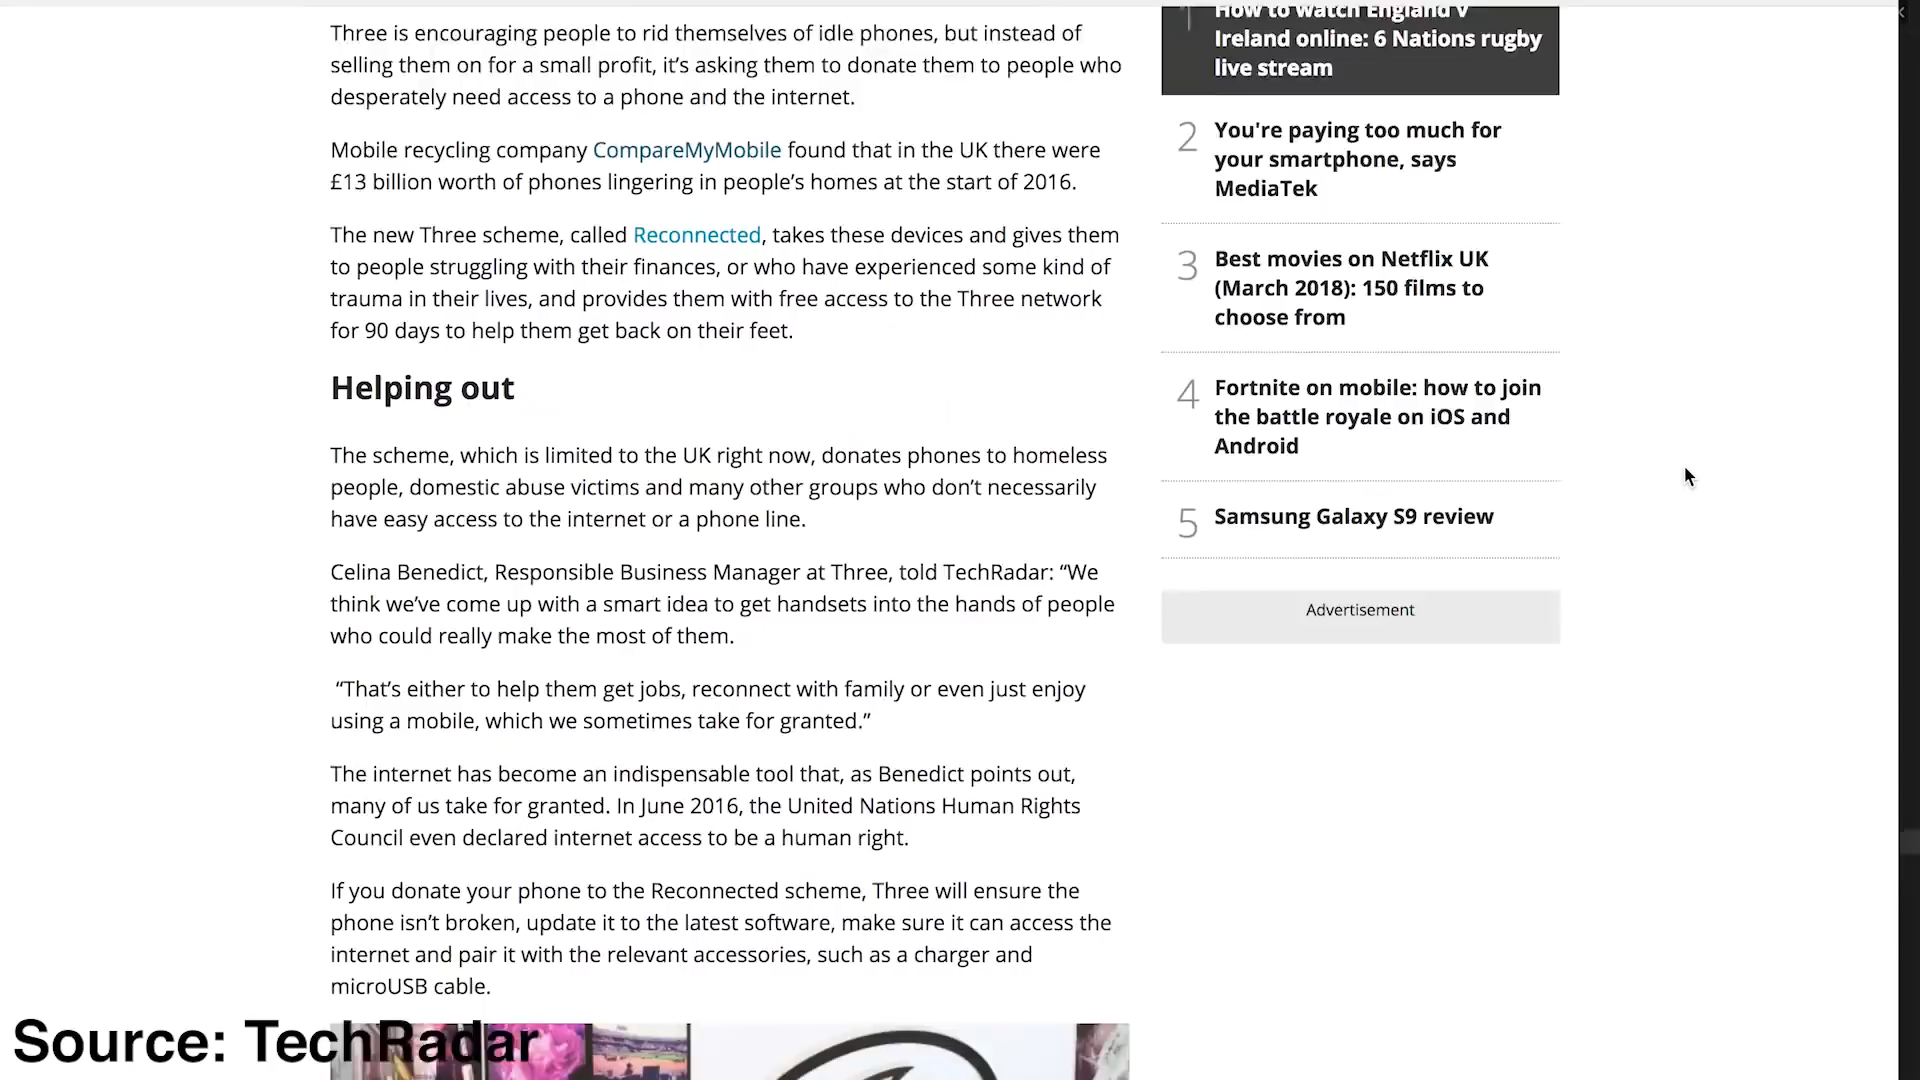 Three is encouraging people to rid themselves of idle phones, but instead of
selling them on for a small profit, it’s asking them to donate them to people who
desperately need access to a phone and the internet.
Mobile recycling company CompareMyMobile found that in the UK there were
£13 billion worth of phones lingering in people’s homes at the start of 2016.
The new Three scheme, called Reconnected, takes these devices and gives them
to people struggling with their finances, or who have experienced some kind of
trauma in their lives, and provides them with free access to the Three network
for 90 days to help them get back on their feet.
Helping out
The scheme, which is limited to the UK right now, donates phones to homeless
people, domestic abuse victims and many other groups who don’t necessarily
have easy access to the internet or a phone line.
Celina Benedict, Responsible Business Manager at Three, told TechRadar: “We
think we’ve come up with a smart idea to get handsets into the hands of people
who could really make the most of them.
“That’s either to help them get jobs, reconnect with family or even just enjoy
using a mobile, which we sometimes take for granted.”
The internet has become an indispensable tool that, as Benedict points out,
many of us take for granted. In June 2016, the United Nations Human Rights
Council even declared internet access to be a human right.
If you donate your phone to the Reconnected scheme, Three will ensure the
phone isn’t broken, update it to the latest software, make sure it can access the
internet and pair it with the relevant accessories, such as a charger and
microUSB cable.
1
How to watch England v
Ireland online: 6 Nations rugby
live stream
2
You're paying too much for
your smartphone, says
MediaTek
3
Best movies on Netflix UK
(March 2018): 150 films to
choose from
4
Fortnite on mobile: how to join
the battle royale on iOS and
Android
5
Samsung Galaxy S9 review
Advertisement
Source: TechRadar